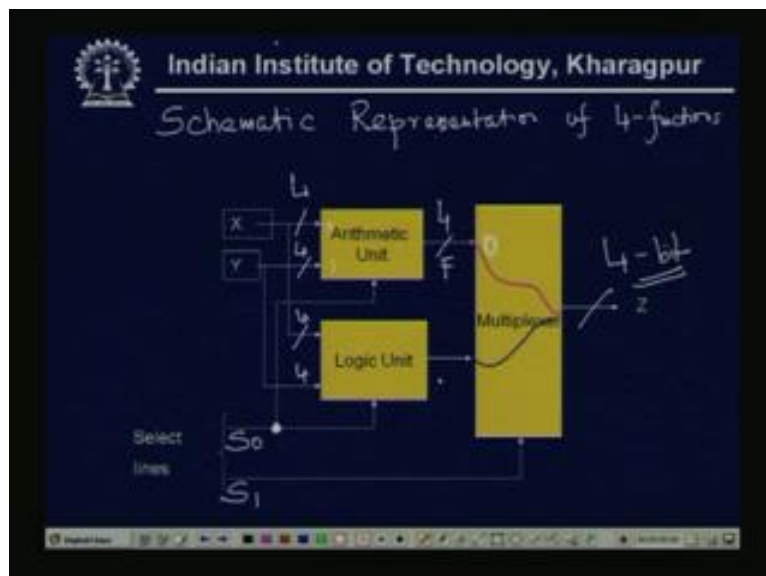 Indian Institute of Technology, Kharagpur
Schematic Representation of 4-functions
4
X
Arithmetic
Unit
4
F
0
4-bit
Y
4
Multiplexer
Z
4
Logic Unit
4
Select
lines
S0
S1